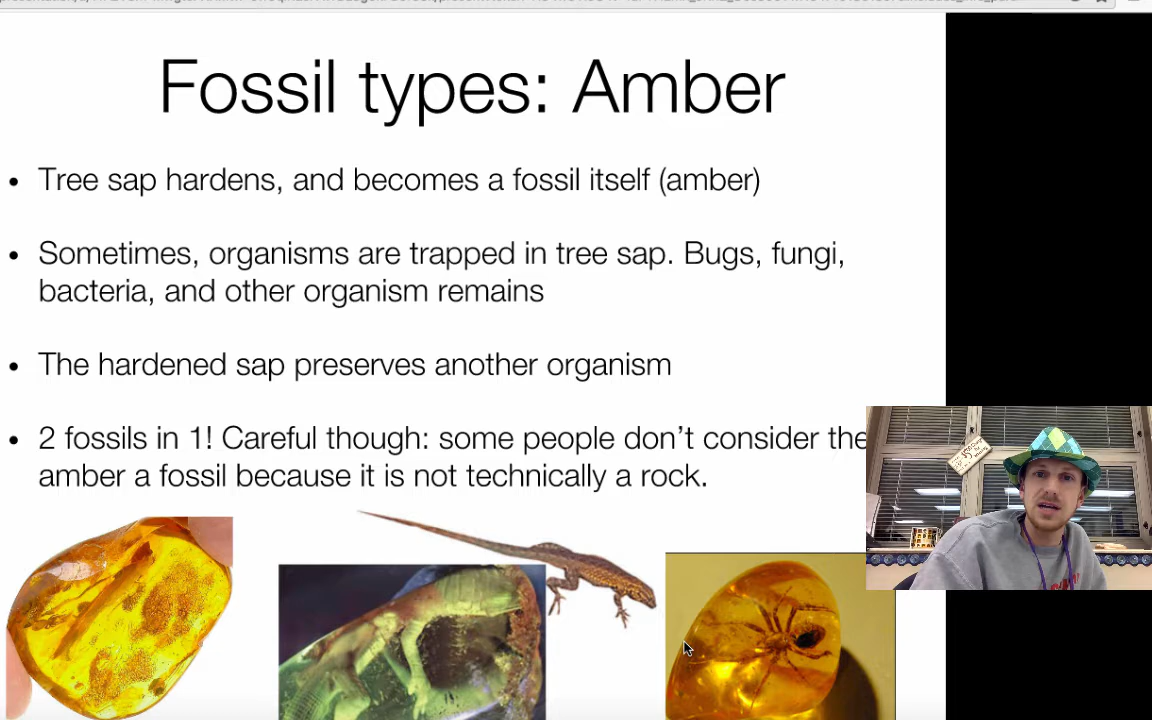 Fossil types: Amber
• Tree sap hardens, and becomes a fossil itself (amber)
• Sometimes, organisms are trapped in tree sap. Bugs, fungi,
bacteria, and other organism remains
• The hardened sap preserves another organism
• 2 fossils in 1! Careful though: some people don’t consider the
amber a fossil because it is not technically a rock.